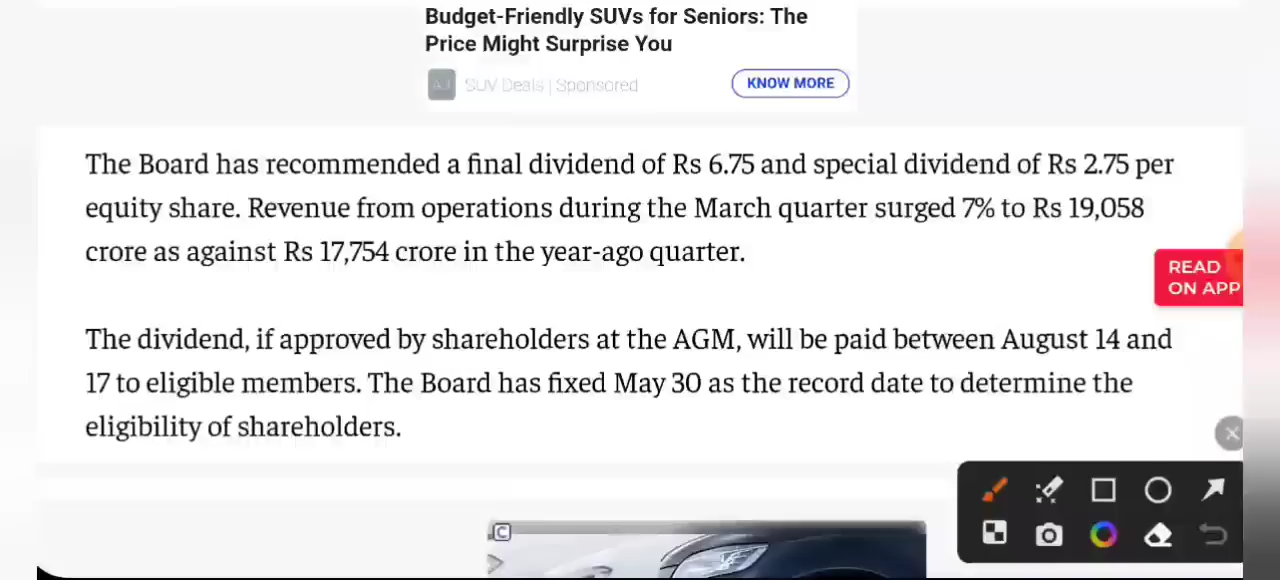 Budget-Friendly SUVs for Seniors: The
Price Might Surprise You
SUV Deals | Sponsored
KNOW MORE
The Board has recommended a final dividend of Rs 6.75 and special dividend of Rs 2.75 per
equity share. Revenue from operations during the March quarter surged 7% to Rs 19,058
crore as against Rs 17,754 crore in the year-ago quarter.
READ
ON APP
The dividend, if approved by shareholders at the AGM, will be paid between August 14 and
17 to eligible members. The Board has fixed May 30 as the record date to determine the
eligibility of shareholders.
C